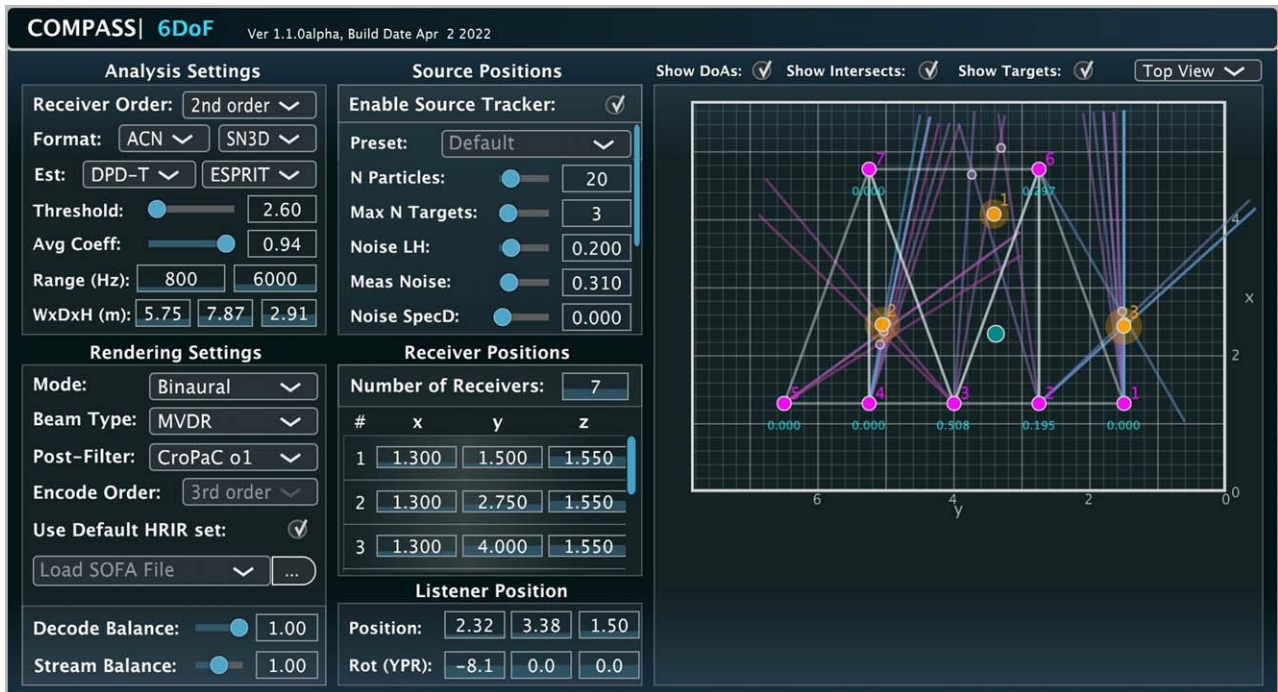 COMPASS| 6DoF Ver 1.1.0alpha, Build Date Apr 2 2022
Analysis Settings
Receiver Order: 2nd order
Format: ACN SN3D
Est: DPD-T ESPRIT
Threshold: 2.60
Avg Coeff: 0.94
Range (Hz): 800 6000
WxDxH (m): 5.75 7.87 2.91
Rendering Settings
Mode: Binaural
Beam Type: MVDR
Post-Filter: CroPaC o1
Encode Order: 3rd order
Use Default HRIR set:
Load SOFA File ...
Decode Balance: 1.00
Stream Balance: 1.00
Source Positions
Enable Source Tracker:
Preset: Default
N Particles: 20
Max N Targets: 3
Noise LH: 0.200
Meas Noise: 0.310
Noise SpecD: 0.000
Receiver Positions
Number of Receivers: 7
# x y z
1 1.300 1.500 1.550
2 1.300 2.750 1.550
3 1.300 4.000 1.550
Listener Position
Position: 2.32 3.38 1.50
Rot (YPR): -8.1 0.0 0.0
Show DoAs: Show Intersects: Show Targets: Top View
7 6
0.000 0.297
1
4
x
2 3
2
5 4 3 2 1
0.000 0.000 0.508 0.195 0.000
6 4 2 0 0
y